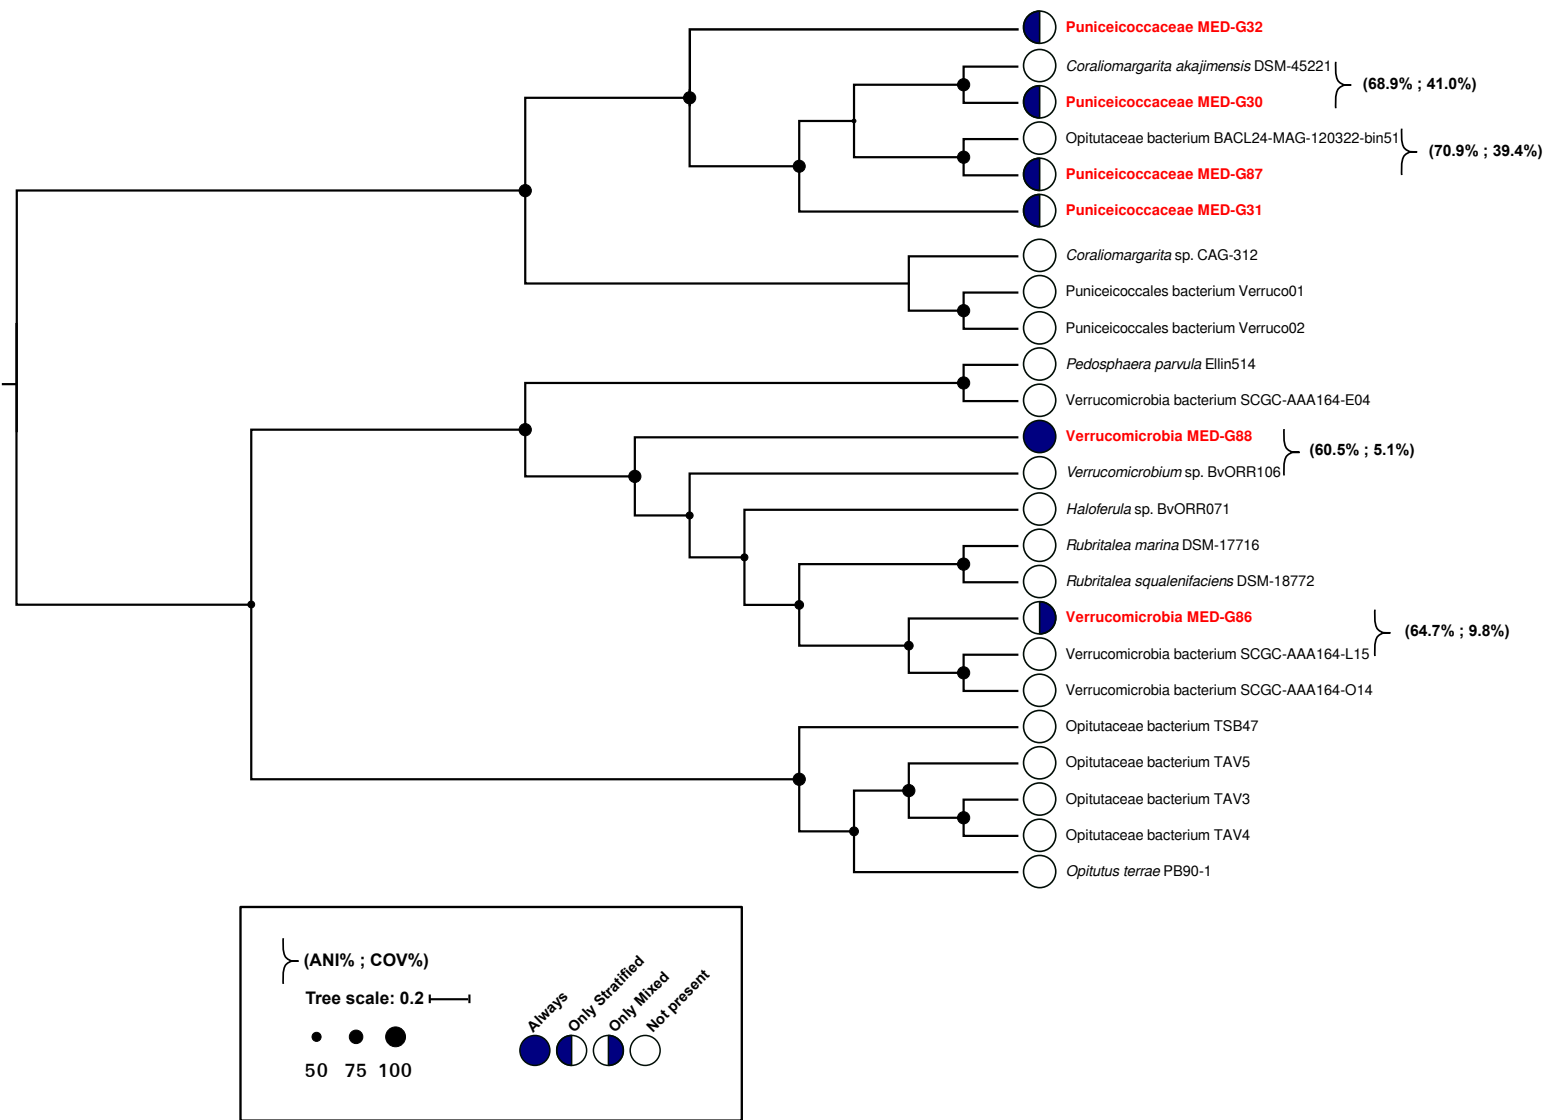 Puniceicoccaceae MED-G32
Coraliomargarita akajimensis DSM-45221
(68.9% ; 41.0%)
Puniceicoccaceae MED-G30
Opitutaceae bacterium BACL24-MAG-120322-bin51
(70.9% ; 39.4%)
Puniceicoccaceae MED-G87
Puniceicoccaceae MED-G31
Coraliomargarita sp. CAG-312
Puniceicoccales bacterium Verruco01
Puniceicoccales bacterium Verruco02
Pedosphaera parvula Ellin514
Verrucomicrobia bacterium SCGC-AAA164-E04
Verrucomicrobia MED-G88
(60.5% ; 5.1%)
Verrucomicrobium sp. BvORR106
Haloferula sp. BvORR071
Rubritalea marina DSM-17716
Rubritalea squalenifaciens DSM-18772
Verrucomicrobia MED-G86
(64.7% ; 9.8%)
Verrucomicrobia bacterium SCGC-AAA164-L15
Verrucomicrobia bacterium SCGC-AAA164-O14
Opitutaceae bacterium TSB47
Opitutaceae bacterium TAV5
Opitutaceae bacterium TAV3
Opitutaceae bacterium TAV4
Opitutus terrae PB90-1
(ANI% ; COV%)
Tree scale: 0.2
50 75 100
Always
Only Stratified
Only Mixed
Not present